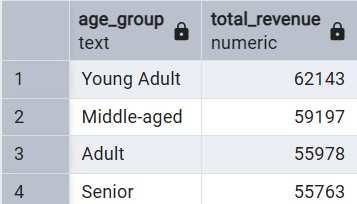 age_group total_revenue
text numeric
1 Young Adult 62143
2 Middle-aged 59197
3 Adult 55978
4 Senior 55763